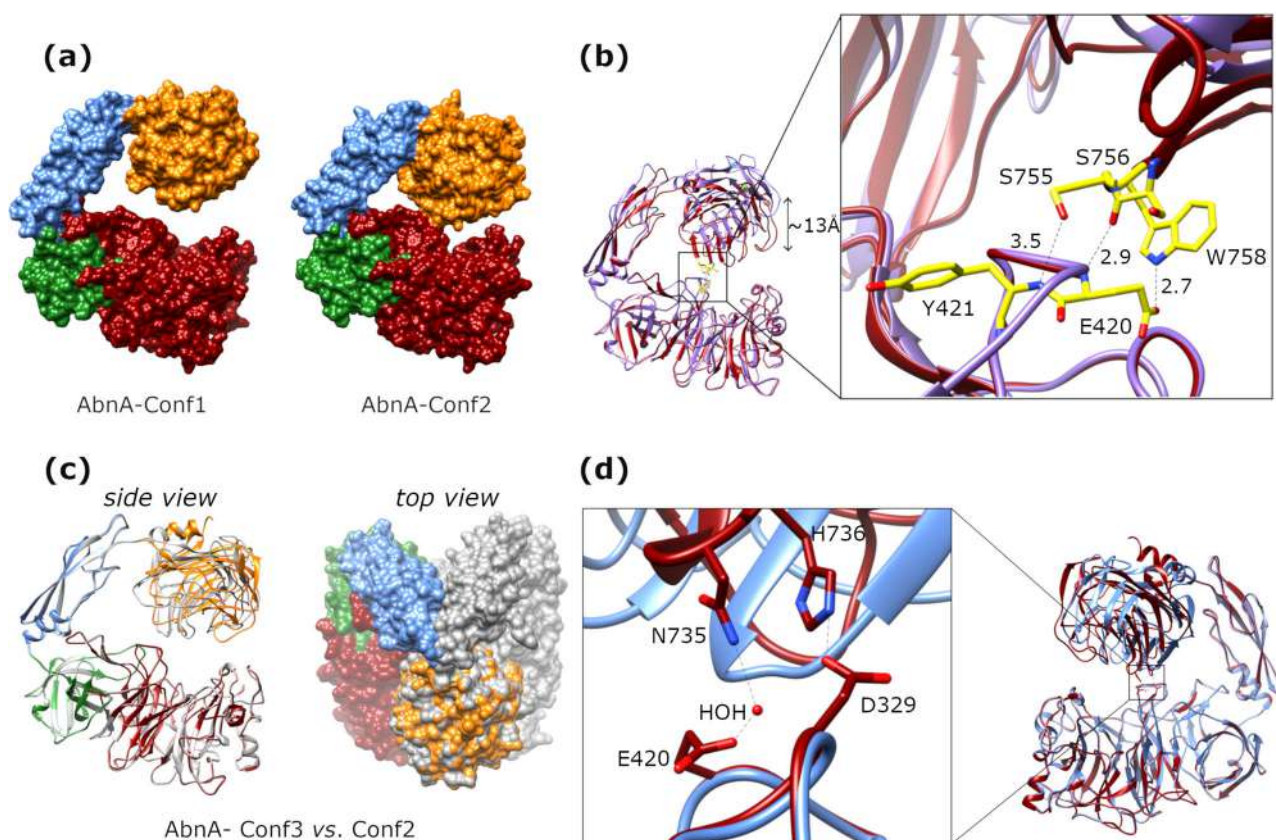 (a)
AbnA-Conf1
AbnA-Conf2
(b)
~13Å
S756
S755
3.5
2.9
W758
2.7
Y421
E420
(c)
side view
top view
AbnA- Conf3 vs. Conf2
(d)
H736
N735
D329
HOH
E420